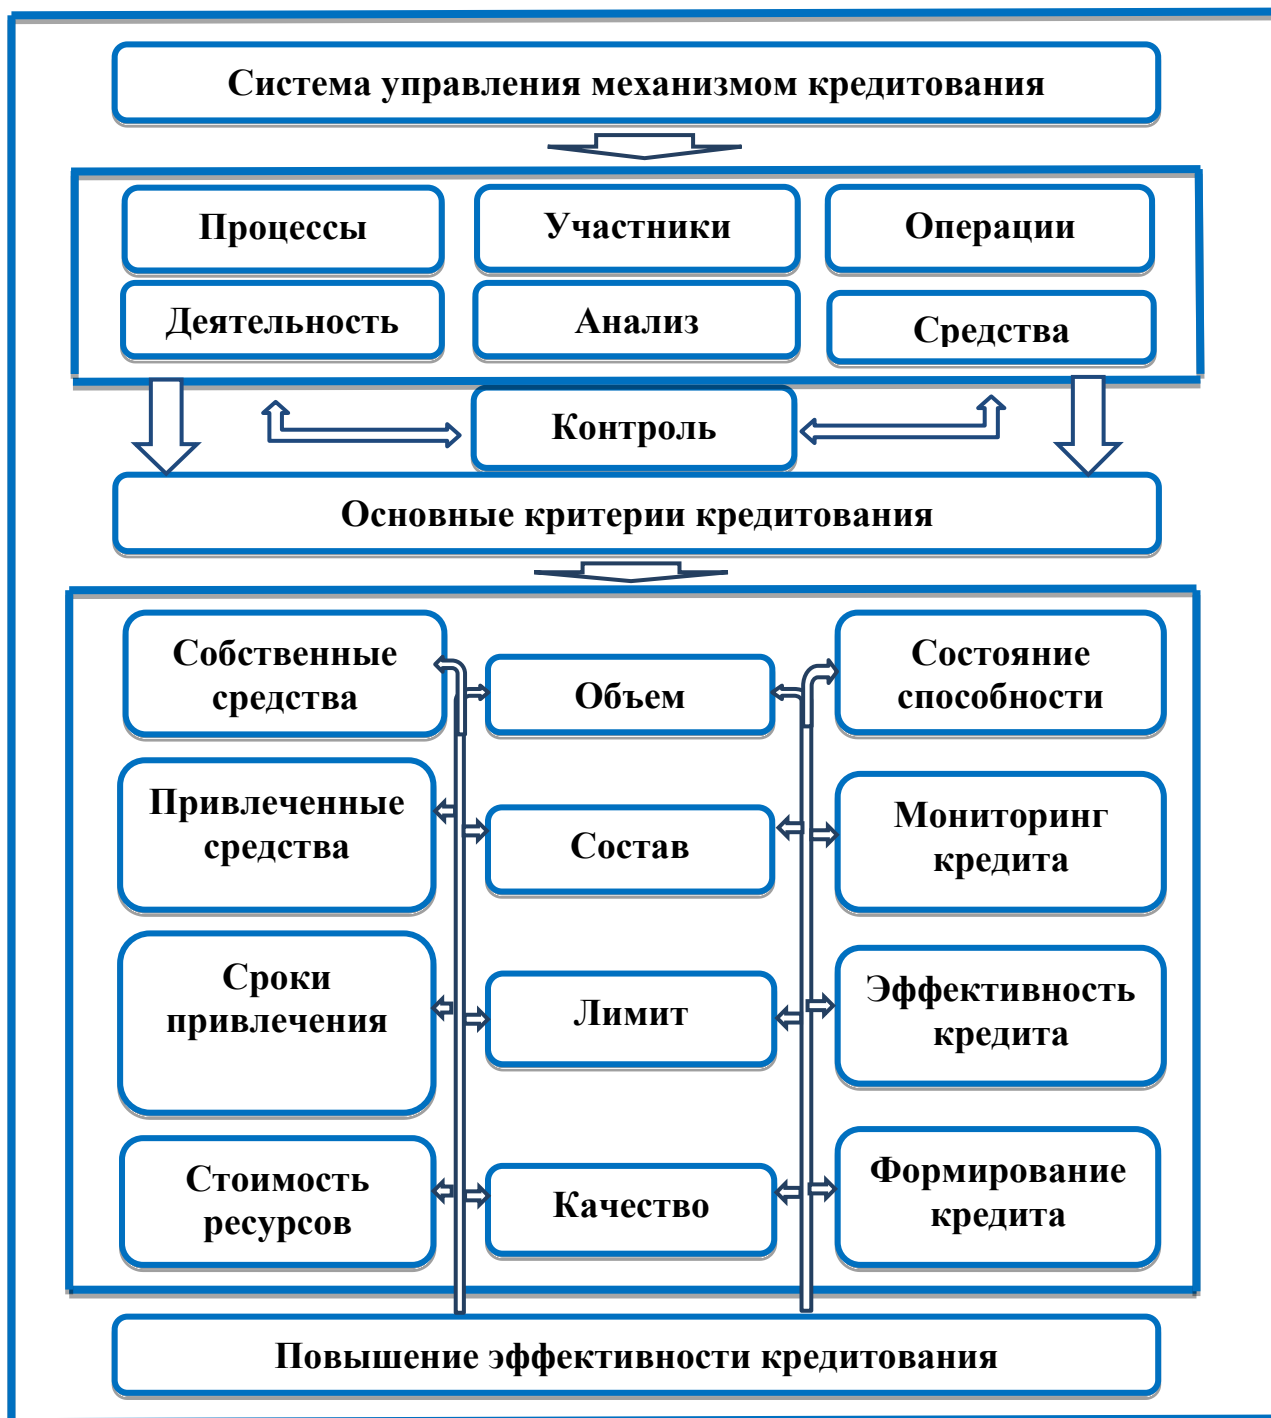 Система управления механизмом кредитования
Процессы
Участники
Операции
Деятельность
Анализ
Средства
Контроль
Основные критерии кредитования
Собственные
средства
Объем
Состояние
способности
Привлеченные
средства
Состав
Мониторинг
кредита
Сроки
привлечения
Лимит
Эффективность
кредита
Стоимость
ресурсов
Качество
Формирование
кредита
Повышение эффективности кредитования